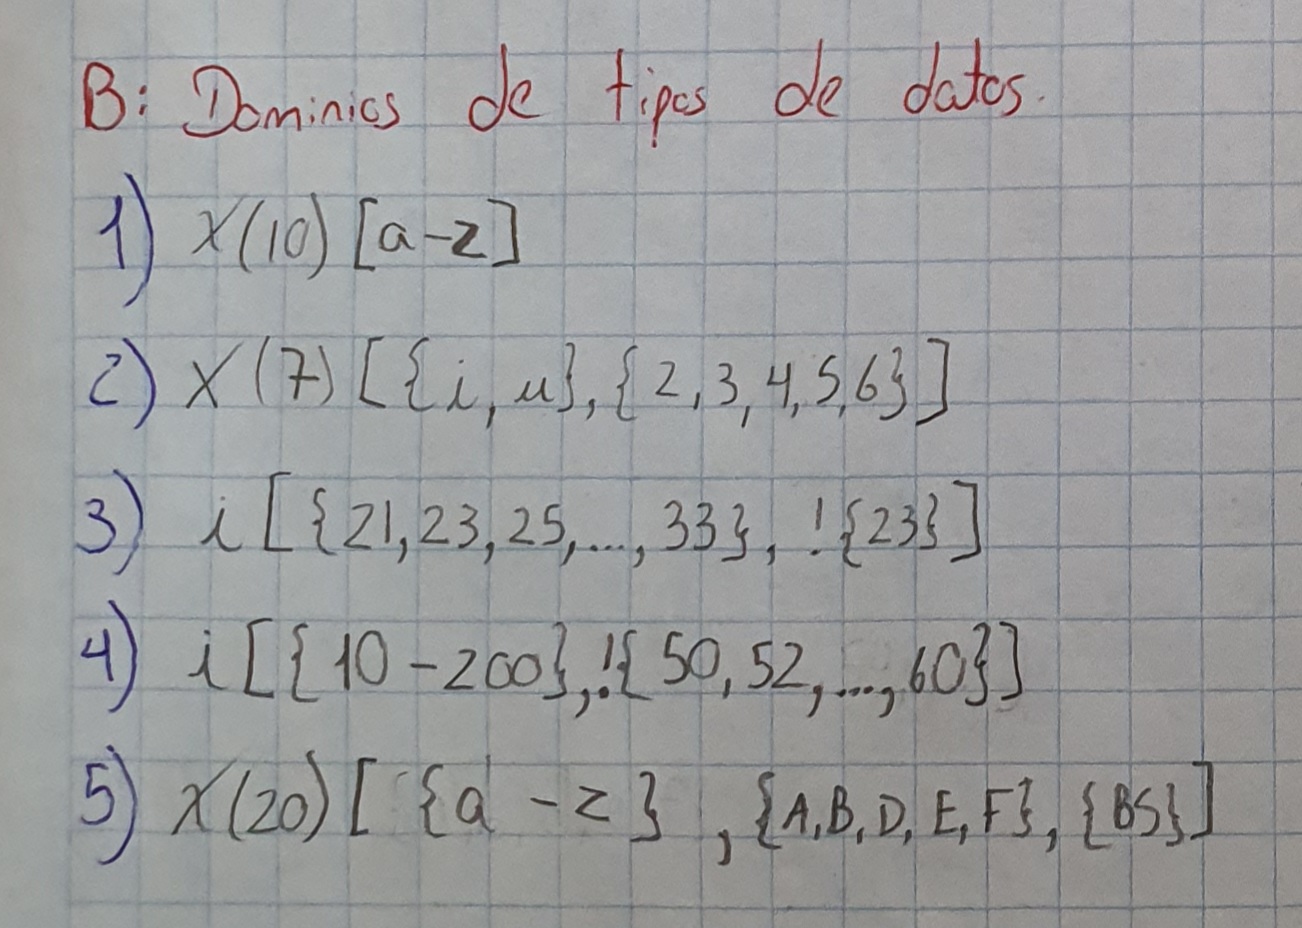 B: Dominios de tipos de datos.
1) X(10) [a-z]
2) X(7) [{i, u}, {2, 3, 4, 5, 6}]
3) i [{21, 23, 25, ..., 33}, !{23}]
4) i [{10-200}, !{50, 52, ..., 60}]
5) X(20) [ {a - z} , {A, B, D, E, F}, {BS}]